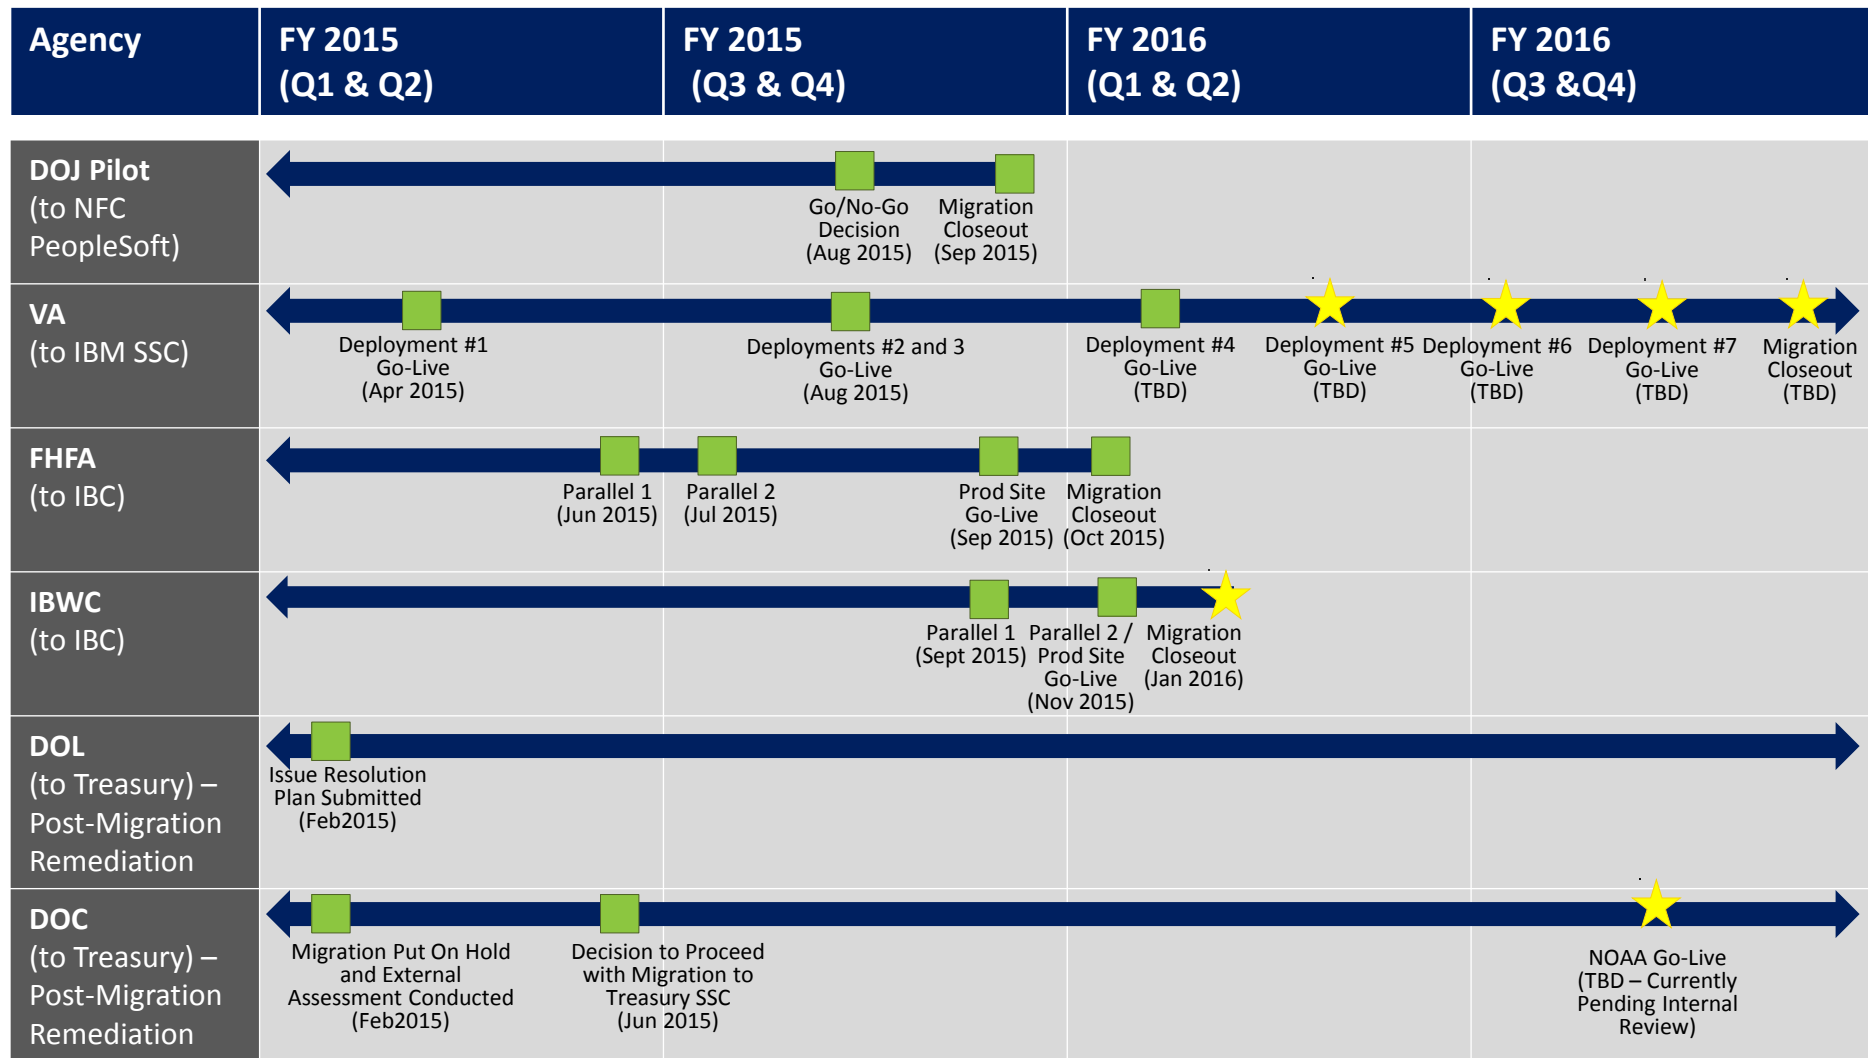 Agency
FY 2015
(Q1 & Q2)
FY 2015
(Q3 & Q4)
FY 2016
(Q1 & Q2)
FY 2016
(Q3 &Q4)
DOJ Pilot
(to NFC
PeopleSoft)
Go/No-Go
Decision
(Aug 2015)
Migration
Closeout
(Sep 2015)
VA
(to IBM SSC)
Deployment #1
Go-Live
(Apr 2015)
Deployments #2 and 3
Go-Live
(Aug 2015)
Deployment #4
Go-Live
(TBD)
Deployment #5
Go-Live
(TBD)
Deployment #6
Go-Live
(TBD)
Deployment #7
Go-Live
(TBD)
Migration
Closeout
(TBD)
FHFA
(to IBC)
Parallel 1
(Jun 2015)
Parallel 2
(Jul 2015)
Prod Site
Go-Live
(Sep 2015)
Migration
Closeout
(Oct 2015)
IBWC
(to IBC)
Parallel 1
(Sept 2015)
Parallel 2 /
Prod Site
Go-Live
(Nov 2015)
Migration
Closeout
(Jan 2016)
DOL
(to Treasury) –
Post-Migration
Remediation
Issue Resolution
Plan Submitted
(Feb2015)
DOC
(to Treasury) –
Post-Migration
Remediation
Migration Put On Hold
and External
Assessment Conducted
(Feb2015)
Decision to Proceed
with Migration to
Treasury SSC
(Jun 2015)
NOAA Go-Live
(TBD – Currently
Pending Internal
Review)